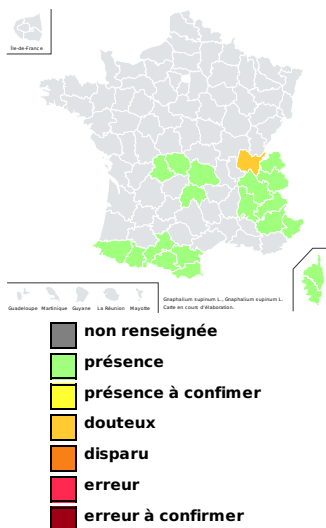 Île-de-France
Guadeloupe Martinique Guyane La Réunion Mayotte
Gnaphalium supinum L., Gnaphalium supinum L.
Carte en cours d'élaboration.
non renseignée
présence
présence à confimer
douteux
disparu
erreur
erreur à confirmer